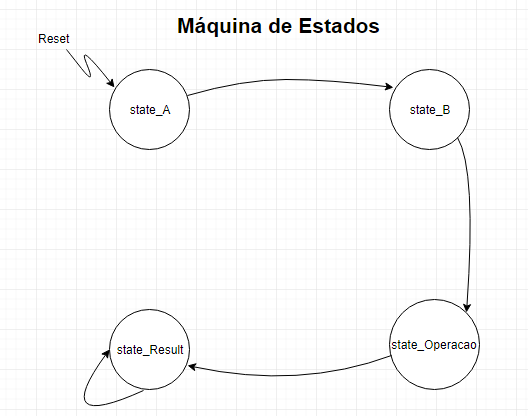 Máquina de Estados
Reset
state_A
state_B
state_Operacao
state_Result